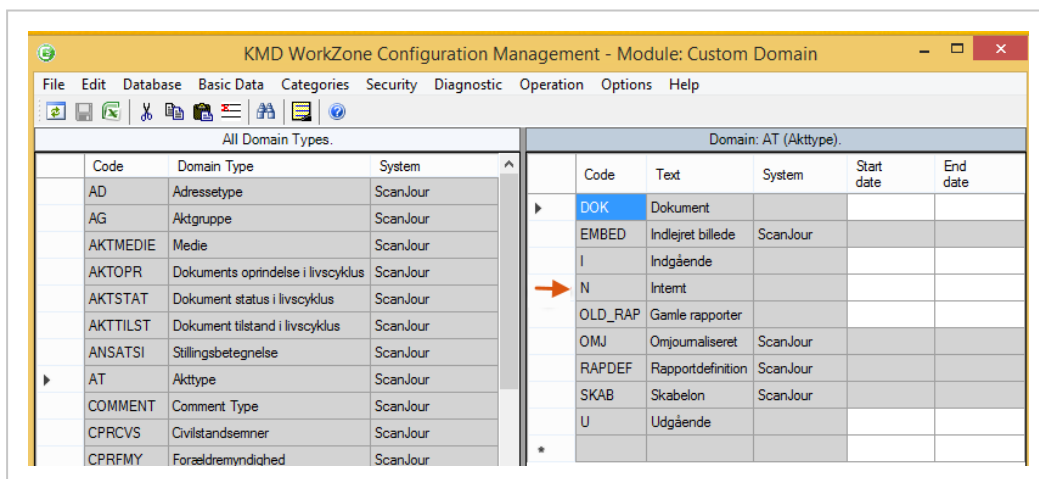 KMD WorkZone Configuration Management - Module: Custom Domain
File Edit Database Basic Data Categories Security Diagnostic Operation Options Help
All Domain Types.
Code Domain Type System
AD Adressetype ScanJour
AG Aktgruppe ScanJour
AKTMEDIE Medie ScanJour
AKTOPR Dokuments oprindelse i livscyklus ScanJour
AKTSTAT Dokument status i livscyklus ScanJour
AKTTILST Dokument tilstand i livscyklus ScanJour
ANSATSI Stillingsbetegnelse ScanJour
AT Akttype ScanJour
COMMENT Comment Type ScanJour
CPRCVS Civilstandsemner ScanJour
CPRFMY Forældremyndighed ScanJour
Domain: AT (Akttype).
Code Text System Start date End date
DOK Dokument
EMBED Indlejret billede ScanJour
I Indgående
N Internt
OLD_RAP Gamle rapporter
OMJ Omjournaliseret ScanJour
RAPDEF Rapportdefinition ScanJour
SKAB Skabelon ScanJour
U Udgående